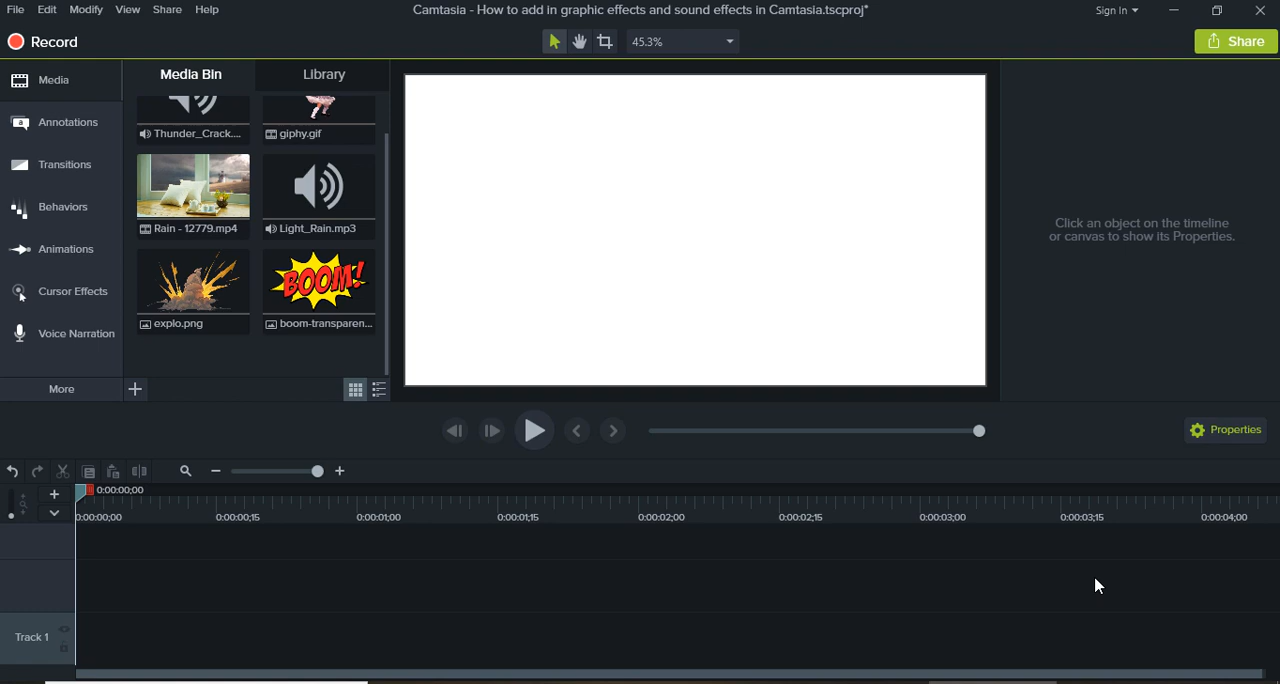 File Edit Modify View Share Help
Camtasia - How to add in graphic effects and sound effects in Camtasia.tscproj*
Sign In
Record
45.3%
Share
Media
Media Bin
Library
Thunder_Crack....
giphy.gif
Annotations
Transitions
Rain - 12779.mp4
Light_Rain.mp3
Behaviors
Click an object on the timeline
or canvas to show its Properties.
Animations
Cursor Effects
BOOM!
explo.png
boom-transparen...
Voice Narration
More
Properties
0:00:00;00
0:00:00;00 0:00:00;15 0:00:01;00 0:00:01;15 0:00:02;00 0:00:02;15 0:00:03;00 0:00:03;15 0:00:04;00
Track 1